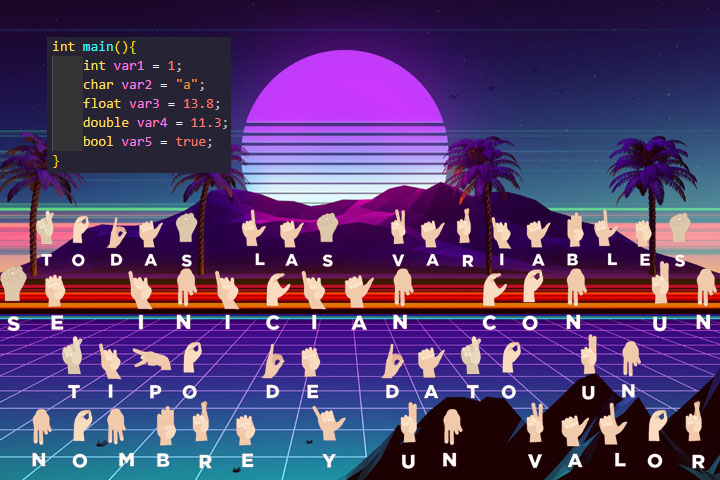 int main(){
int var1 = 1;
char var2 = "a";
float var3 = 13.8;
double var4 = 11.3;
bool var5 = true;
}
TODAS LAS VARIABLES
SE INICIAN CON UN
TIPO DE DATO UN
NOMBRE Y UN VALOR